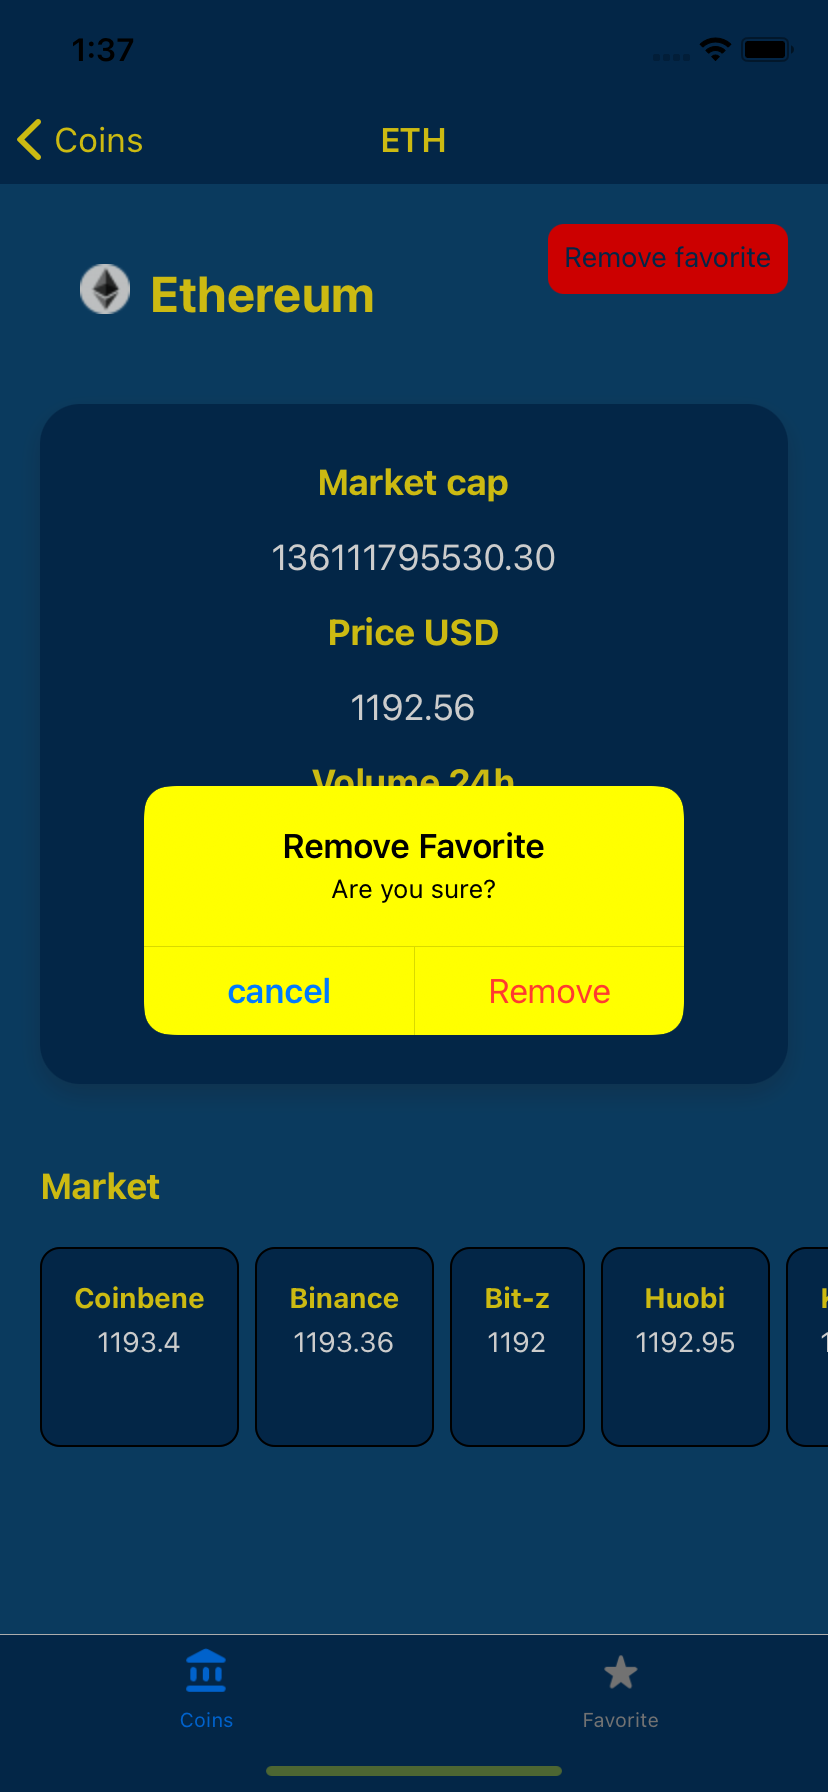 1:37
Coins
ETH
Remove favorite
Ethereum
Market cap
136111795530.30
Price USD
1192.56
Volume 24h
Remove Favorite
Are you sure?
cancel
Remove
Market
Coinbene
Binance
Bit-z
Huobi
1193.4
1193.36
1192
1192.95
Coins
Favorite